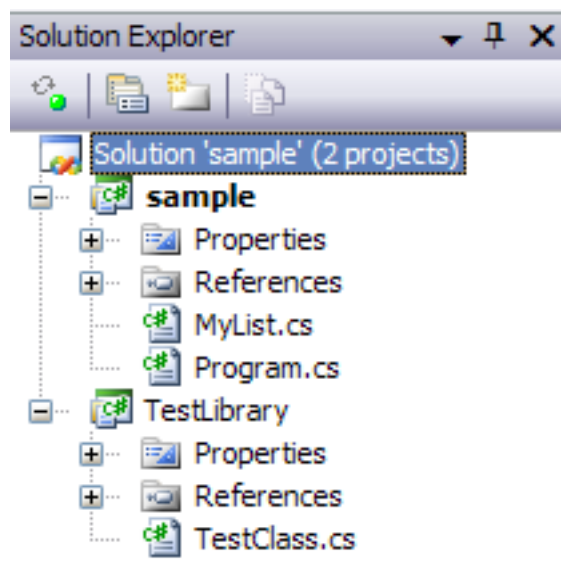 Solution Explorer
Solution 'sample' (2 projects)
sample
Properties
References
MyList.cs
Program.cs
TestLibrary
Properties
References
TestClass.cs